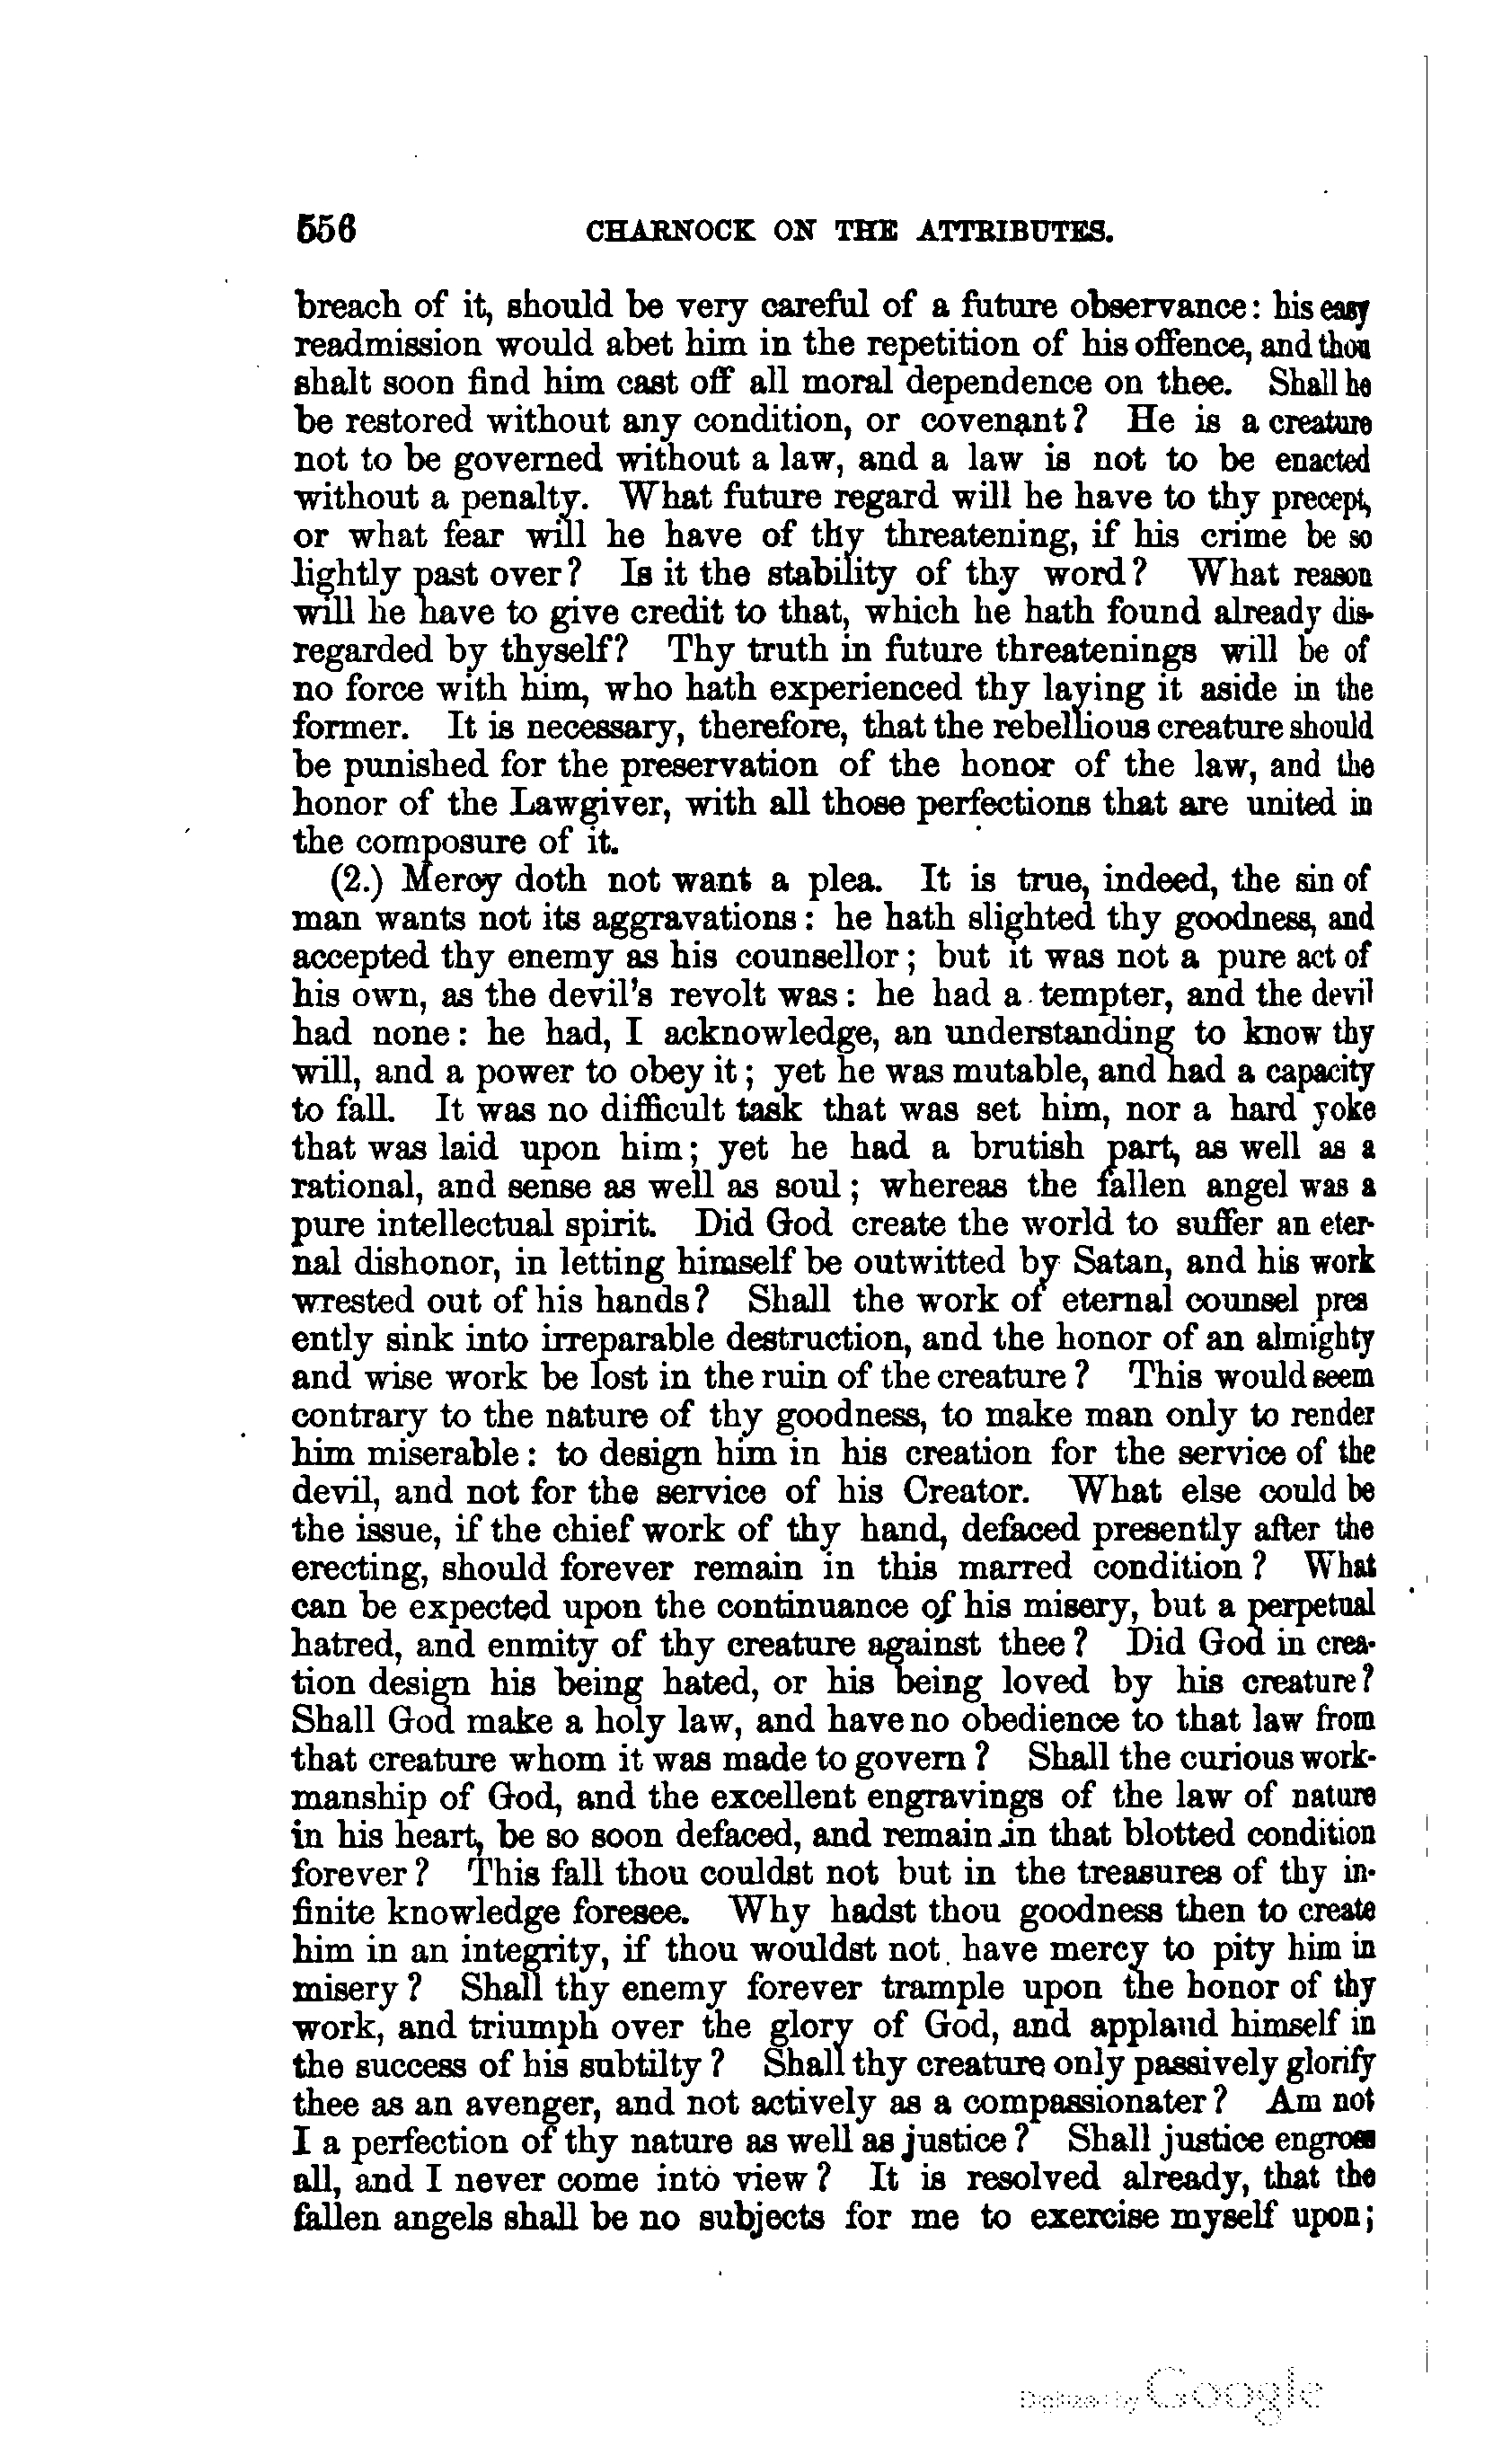 556 CHARNOCK ON THE ATTRIBUTES.
breach of it, should be very careful of a future observance: his easy
readmission would abet him in the repetition of his offence, and thou
shalt soon find him cast off all moral dependence on thee. Shall he
be restored without any condition, or covenant? He is a creature
not to be governed without a law, and a law is not to be enacted
without a penalty. What future regard will he have to thy precept,
or what fear will he have of thy threatening, if his crime be so
lightly past over? Is it the stability of thy word? What reason
will he have to give credit to that, which he hath found already dis-
regarded by thyself? Thy truth in future threatenings will be of
no force with him, who hath experienced thy laying it aside in the
former. It is necessary, therefore, that the rebellious creature should
be punished for the preservation of the honor of the law, and the
honor of the Lawgiver, with all those perfections that are united in
the composure of it.
(2.) Mercy doth not want a plea. It is true, indeed, the sin of
man wants not its aggravations: he hath slighted thy goodness, and
accepted thy enemy as his counsellor; but it was not a pure act of
his own, as the devil's revolt was: he had a tempter, and the devil
had none: he had, I acknowledge, an understanding to know thy
will, and a power to obey it; yet he was mutable, and had a capacity
to fall. It was no difficult task that was set him, nor a hard yoke
that was laid upon him; yet he had a brutish part, as well as a
rational, and sense as well as soul; whereas the fallen angel was a
pure intellectual spirit. Did God create the world to suffer an eter-
nal dishonor, in letting himself be outwitted by Satan, and his work
wrested out of his hands? Shall the work of eternal counsel pres
ently sink into irreparable destruction, and the honor of an almighty
and wise work be lost in the ruin of the creature? This would seem
contrary to the nature of thy goodness, to make man only to render
him miserable: to design him in his creation for the service of the
devil, and not for the service of his Creator. What else could be
the issue, if the chief work of thy hand, defaced presently after the
erecting, should forever remain in this marred condition? What
can be expected upon the continuance of his misery, but a perpetual
hatred, and enmity of thy creature against thee? Did God in crea-
tion design his being hated, or his being loved by his creature?
Shall God make a holy law, and have no obedience to that law from
that creature whom it was made to govern? Shall the curious work-
manship of God, and the excellent engravings of the law of nature
in his heart, be so soon defaced, and remain in that blotted condition
forever? This fall thou couldst not but in the treasures of thy in-
finite knowledge foresee. Why hadst thou goodness then to create
him in an integrity, if thou wouldst not have mercy to pity him in
misery? Shall thy enemy forever trample upon the honor of thy
work, and triumph over the glory of God, and applaud himself in
the success of his subtilty? Shall thy creature only passively glorify
thee as an avenger, and not actively as a compassionater? Am not
I a perfection of thy nature as well as justice? Shall justice engross
all, and I never come into view? It is resolved already, that the
fallen angels shall be no subjects for me to exercise myself upon;
Digitized by Google